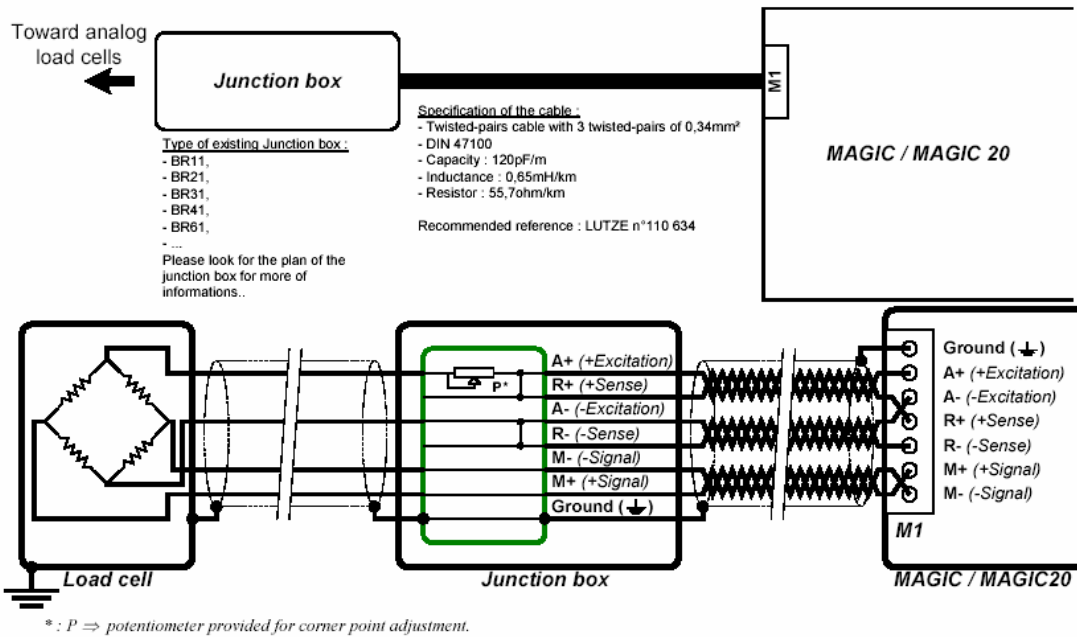 Toward analog
load cells
Junction box
M1
MAGIC / MAGIC 20
Type of existing Junction box :
- BR11,
- BR21,
- BR31,
- BR41,
- BR61,
- ...
Please look for the plan of the
junction box for more of
informations..
Specification of the cable :
- Twisted-pairs cable with 3 twisted-pairs of 0,34mm²
- DIN 47100
- Capacity : 120pF/m
- Inductance : 0,65mH/km
- Resistor : 55,7ohm/km
Recommended reference : LUTZE n°110 634
P*
A+ (+Excitation)
R+ (+Sense)
A- (-Excitation)
R- (-Sense)
M- (-Signal)
M+ (+Signal)
Ground (⏚)
Ground (⏚)
A+ (+Excitation)
A- (-Excitation)
R+ (+Sense)
R- (-Sense)
M+ (+Signal)
M- (-Signal)
M1
Load cell
Junction box
MAGIC / MAGIC20
* : P ⇒ potentiometer provided for corner point adjustment.